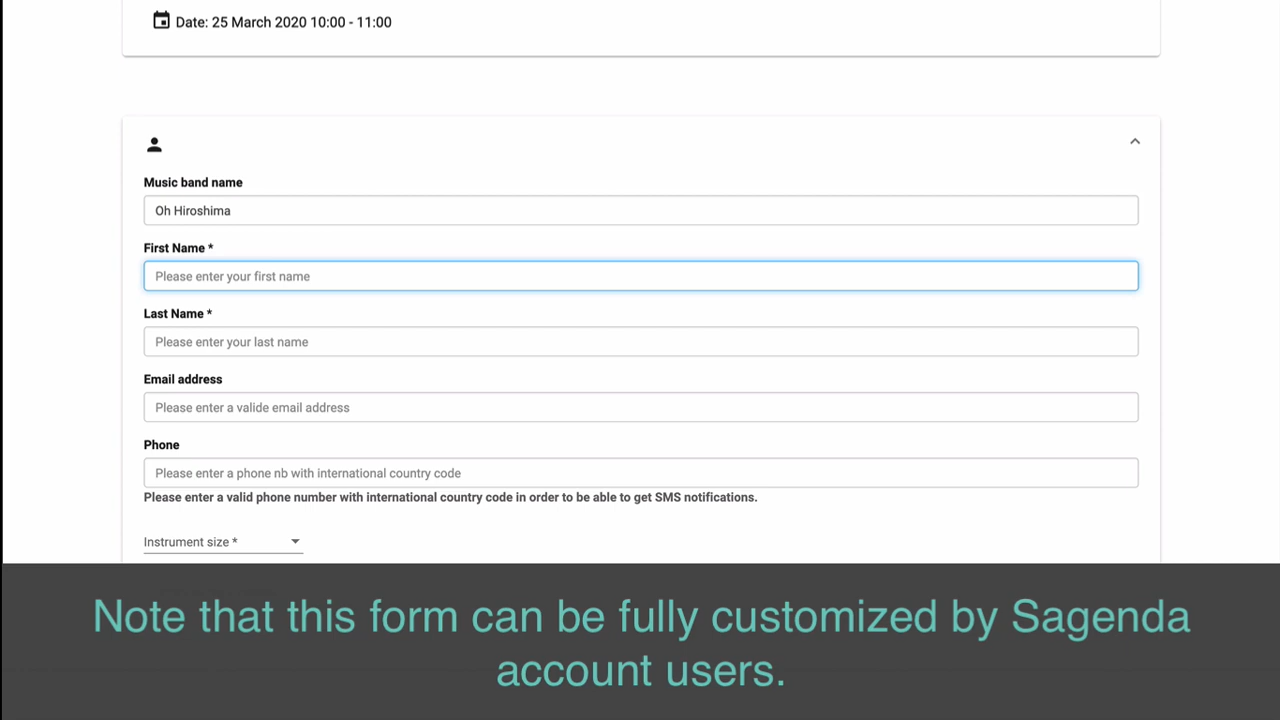 Date: 25 March 2020 10:00 - 11:00
Music band name
Oh Hiroshima
First Name *
Please enter your first name
Last Name *
Please enter your last name
Email address
Please enter a valide email address
Phone
Please enter a phone nb with international country code
Please enter a valid phone number with international country code in order to be able to get SMS notifications.
Instrument size *
Note that this form can be fully customized by Sagenda
account users.